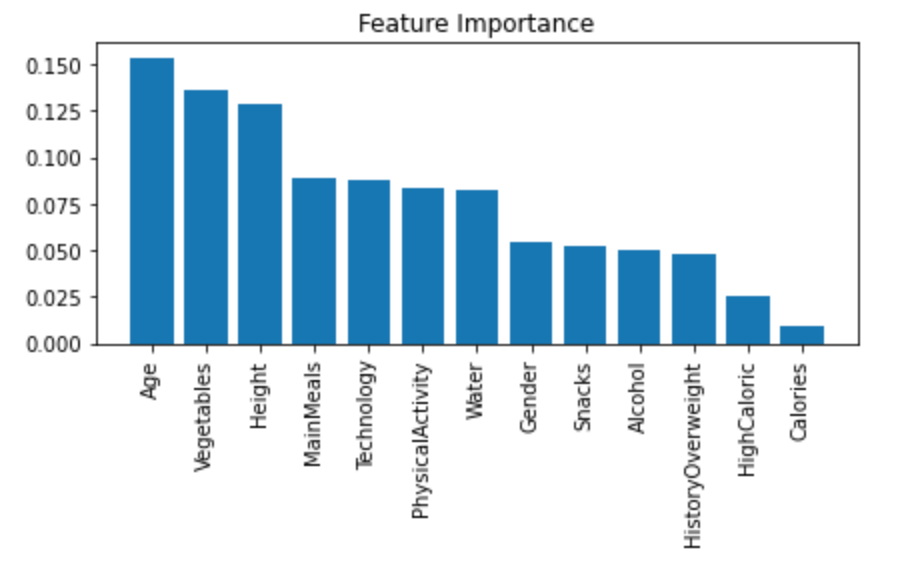 Feature Importance
0.150
0.125
0.100
0.075
0.050
0.025
0.000
Age
Vegetables
Height
MainMeals
Technology
PhysicalActivity
Water
Gender
Snacks
Alcohol
HistoryOverweight
HighCaloric
Calories